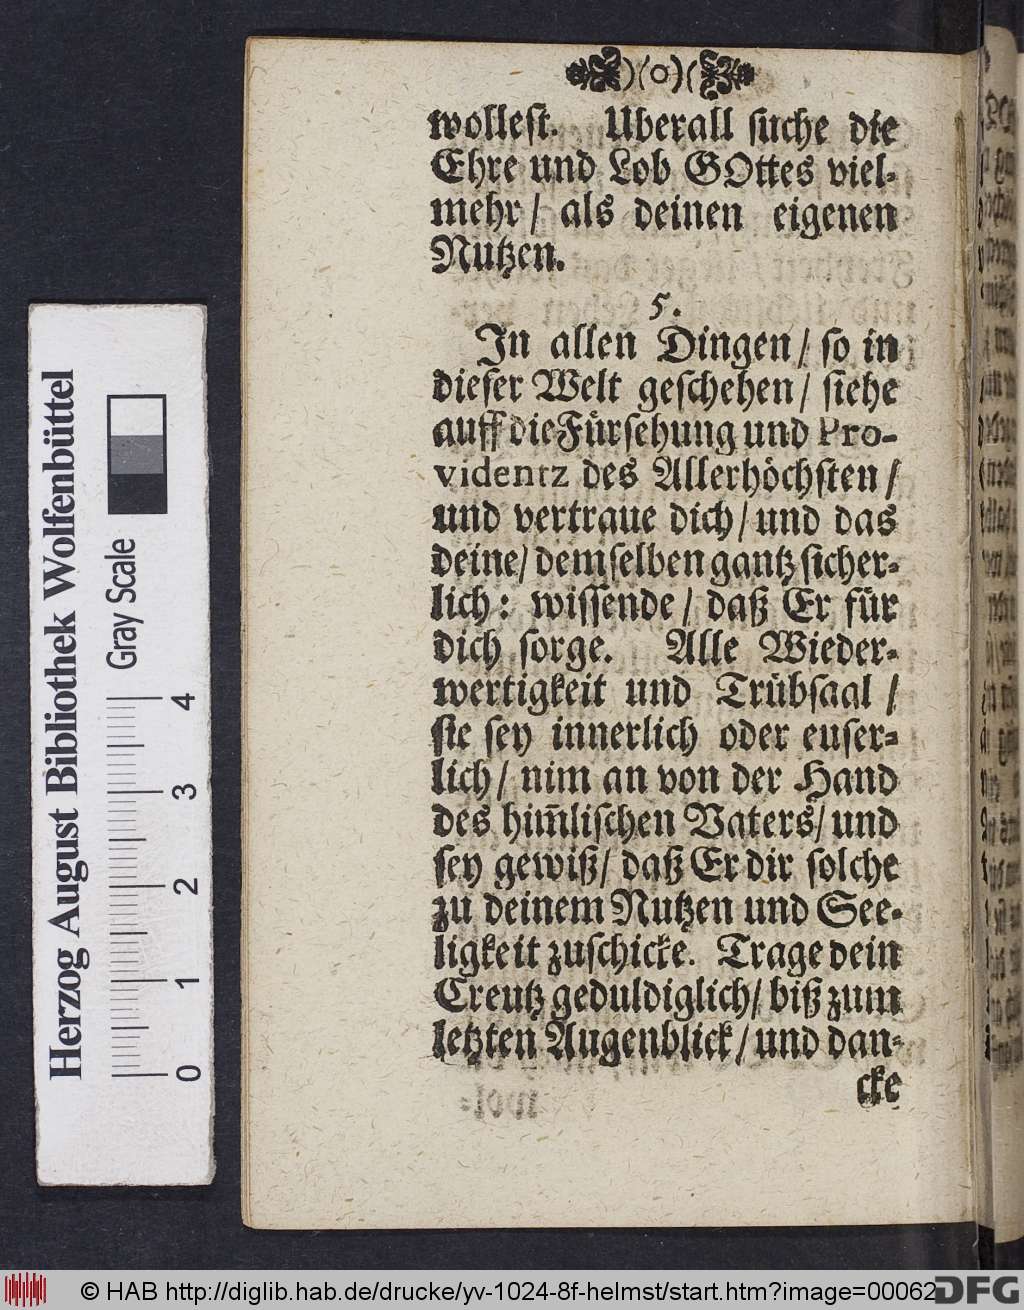 )(o)(
wollest. Uberall suche die
Ehre und Lob GOttes viel-
mehr / als deinen eigenen
Nutzen.
5.
In allen Dingen / so in
dieser Welt geschehen / siehe
auff die Fürsehung und Pro-
videntz des Allerhöchsten /
und vertraue dich / und das
deine / demselben gantz sicher-
lich: wissende / daß Er für
dich sorge. Alle Wieder-
wertigkeit und Trübsaal /
sie sey innerlich oder euser-
lich / nim an von der Hand
des him̃lischen Vaters / und
sey gewiß / daß Er dir solche
zu deinem Nutzen und See-
ligkeit zuschicke. Trage dein
Creutz geduldiglich / biß zum
letzten Augenblick / und dan-
cke
Herzog August Bibliothek Wolfenbüttel
Gray Scale
0 1 2 3 4
© HAB http://diglib.hab.de/drucke/yv-1024-8f-helmst/start.htm?image=00062
DFG